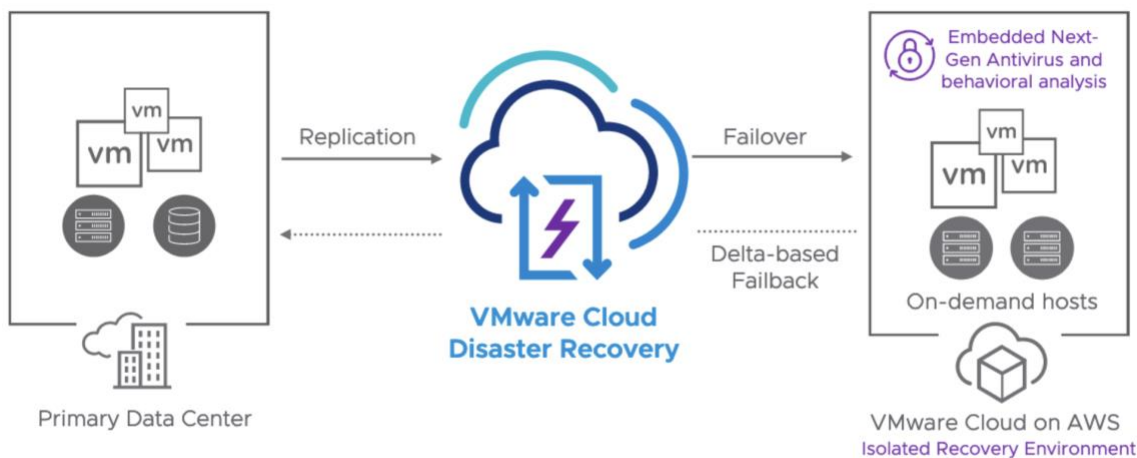 vm
vm
vm
Primary Data Center
Replication
VMware Cloud
Disaster Recovery
Failover
Delta-based
Failback
Embedded Next-
Gen Antivirus and
behavioral analysis
vm
vm
vm
On-demand hosts
VMware Cloud on AWS
Isolated Recovery Environment